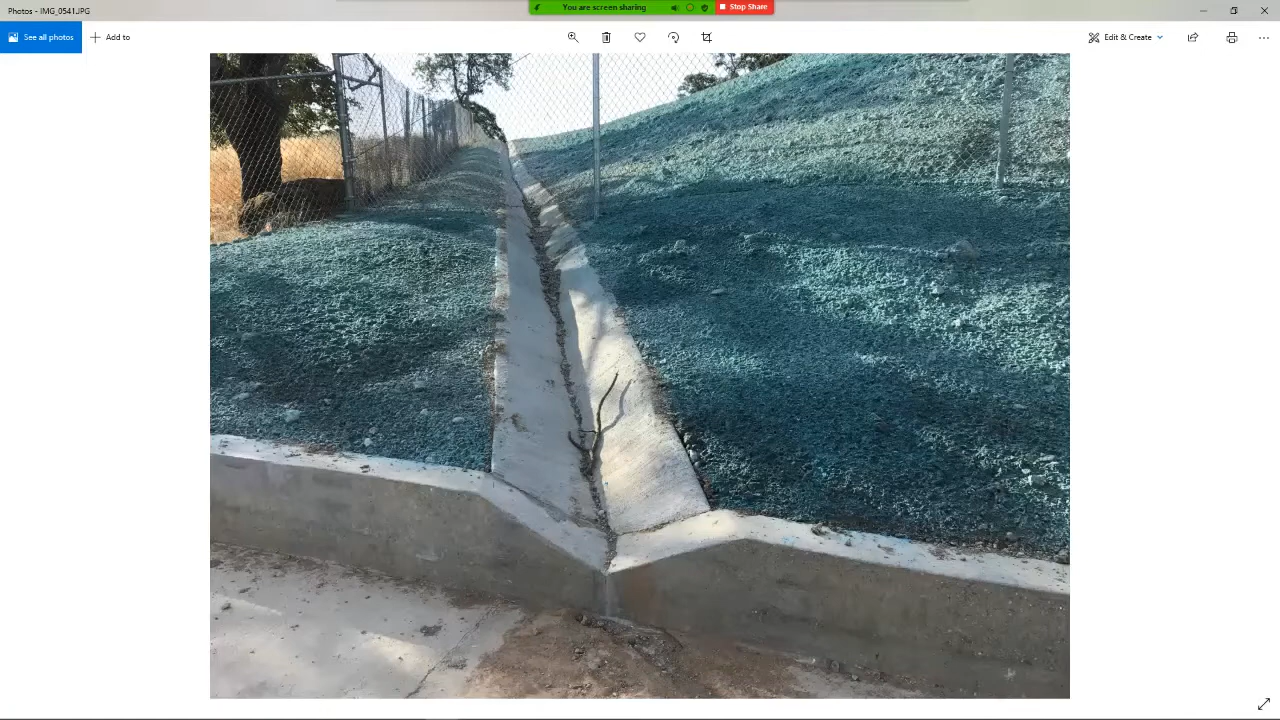 Photos - IMG_0541.JPG
You are screen sharing
Stop Share
See all photos
Add to
Edit & Create